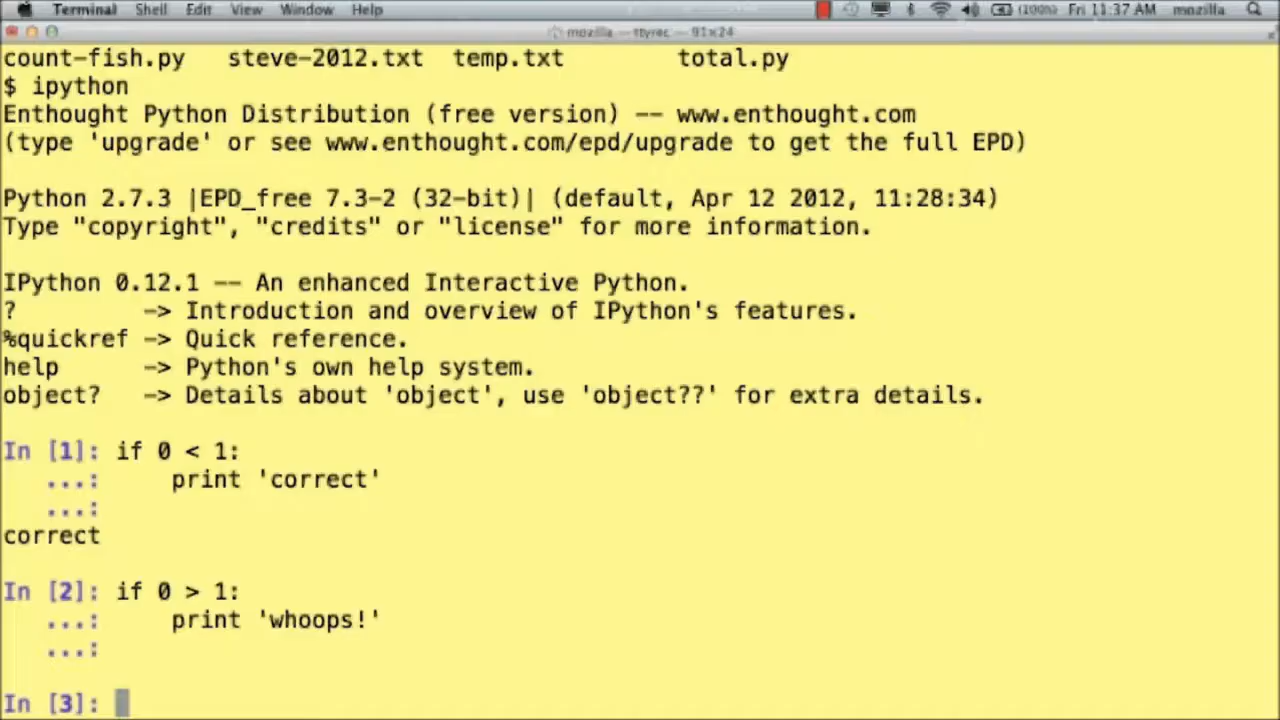 Terminal Shell Edit View Window Help (100%) Fri 11:37 AM mozilla
mozilla — ttyrec — 91×24
count-fish.py steve-2012.txt temp.txt total.py
$ ipython
Enthought Python Distribution (free version) -- www.enthought.com
(type 'upgrade' or see www.enthought.com/epd/upgrade to get the full EPD)
Python 2.7.3 |EPD_free 7.3-2 (32-bit)| (default, Apr 12 2012, 11:28:34)
Type "copyright", "credits" or "license" for more information.
IPython 0.12.1 -- An enhanced Interactive Python.
? -> Introduction and overview of IPython's features.
%quickref -> Quick reference.
help -> Python's own help system.
object? -> Details about 'object', use 'object??' for extra details.
In [1]: if 0 < 1:
...: print 'correct'
...:
correct
In [2]: if 0 > 1:
...: print 'whoops!'
...:
In [3]: